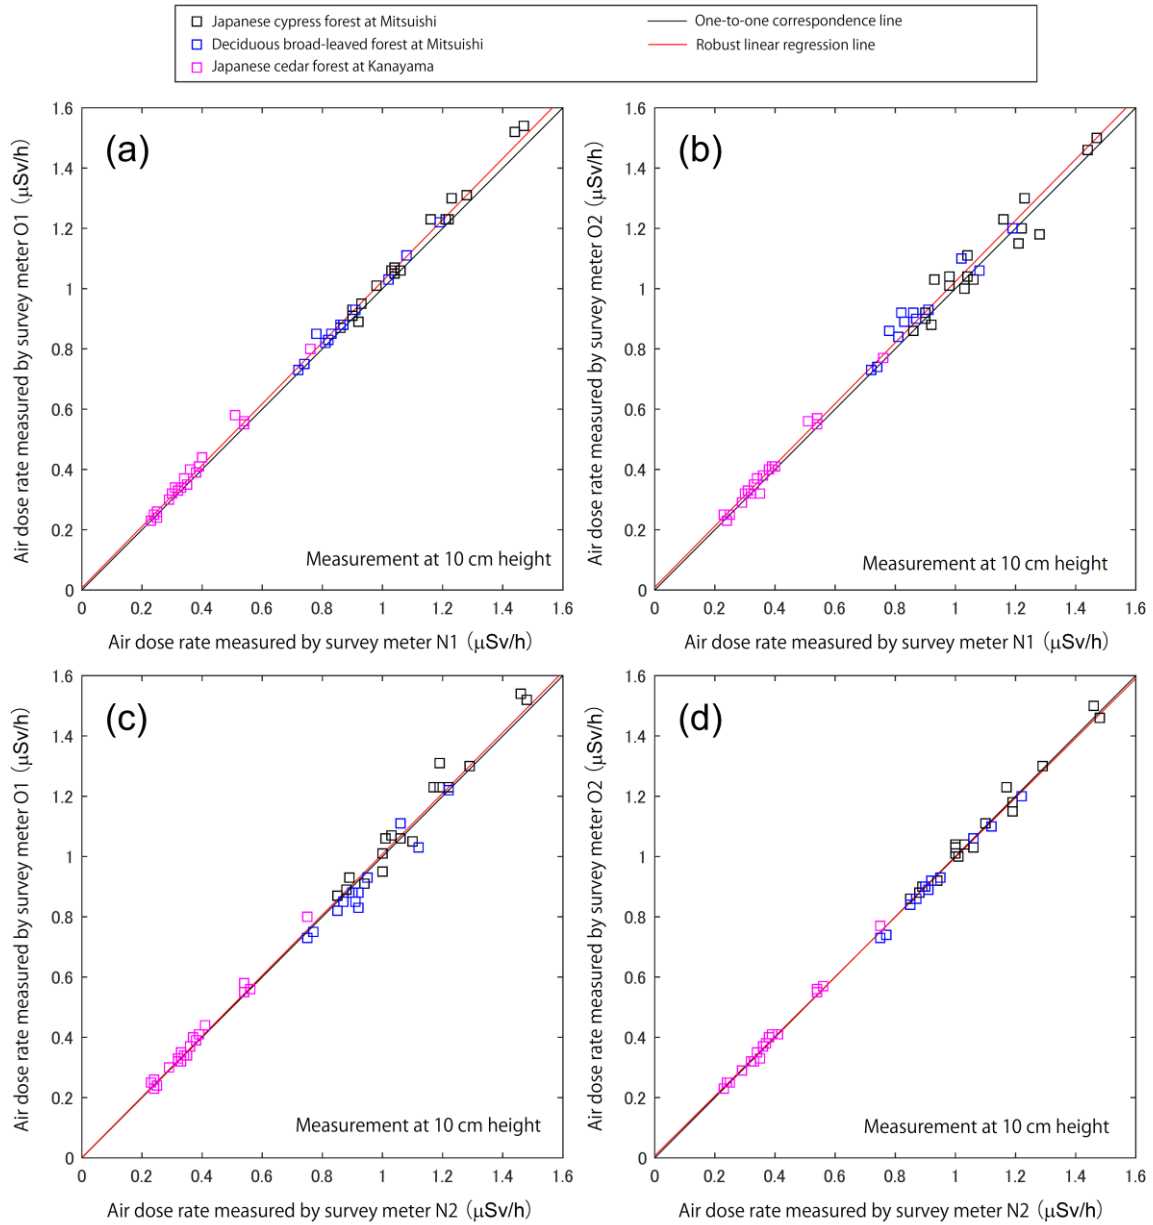 Japanese cypress forest at Mitsuishi
Deciduous broad-leaved forest at Mitsuishi
Japanese cedar forest at Kanayama
One-to-one correspondence line
Robust linear regression line
(a)
Air dose rate measured by survey meter O1 (μSv/h)
1.6
1.4
1.2
1
0.8
0.6
0.4
0.2
0
Measurement at 10 cm height
0 0.2 0.4 0.6 0.8 1 1.2 1.4 1.6
Air dose rate measured by survey meter N1 (μSv/h)
(b)
Air dose rate measured by survey meter O2 (μSv/h)
1.6
1.4
1.2
1
0.8
0.6
0.4
0.2
0
Measurement at 10 cm height
0 0.2 0.4 0.6 0.8 1 1.2 1.4 1.6
Air dose rate measured by survey meter N1 (μSv/h)
(c)
Air dose rate measured by survey meter O1 (μSv/h)
1.6
1.4
1.2
1
0.8
0.6
0.4
0.2
0
Measurement at 10 cm height
0 0.2 0.4 0.6 0.8 1 1.2 1.4 1.6
Air dose rate measured by survey meter N2 (μSv/h)
(d)
Air dose rate measured by survey meter O2 (μSv/h)
1.6
1.4
1.2
1
0.8
0.6
0.4
0.2
0
Measurement at 10 cm height
0 0.2 0.4 0.6 0.8 1 1.2 1.4 1.6
Air dose rate measured by survey meter N2 (μSv/h)